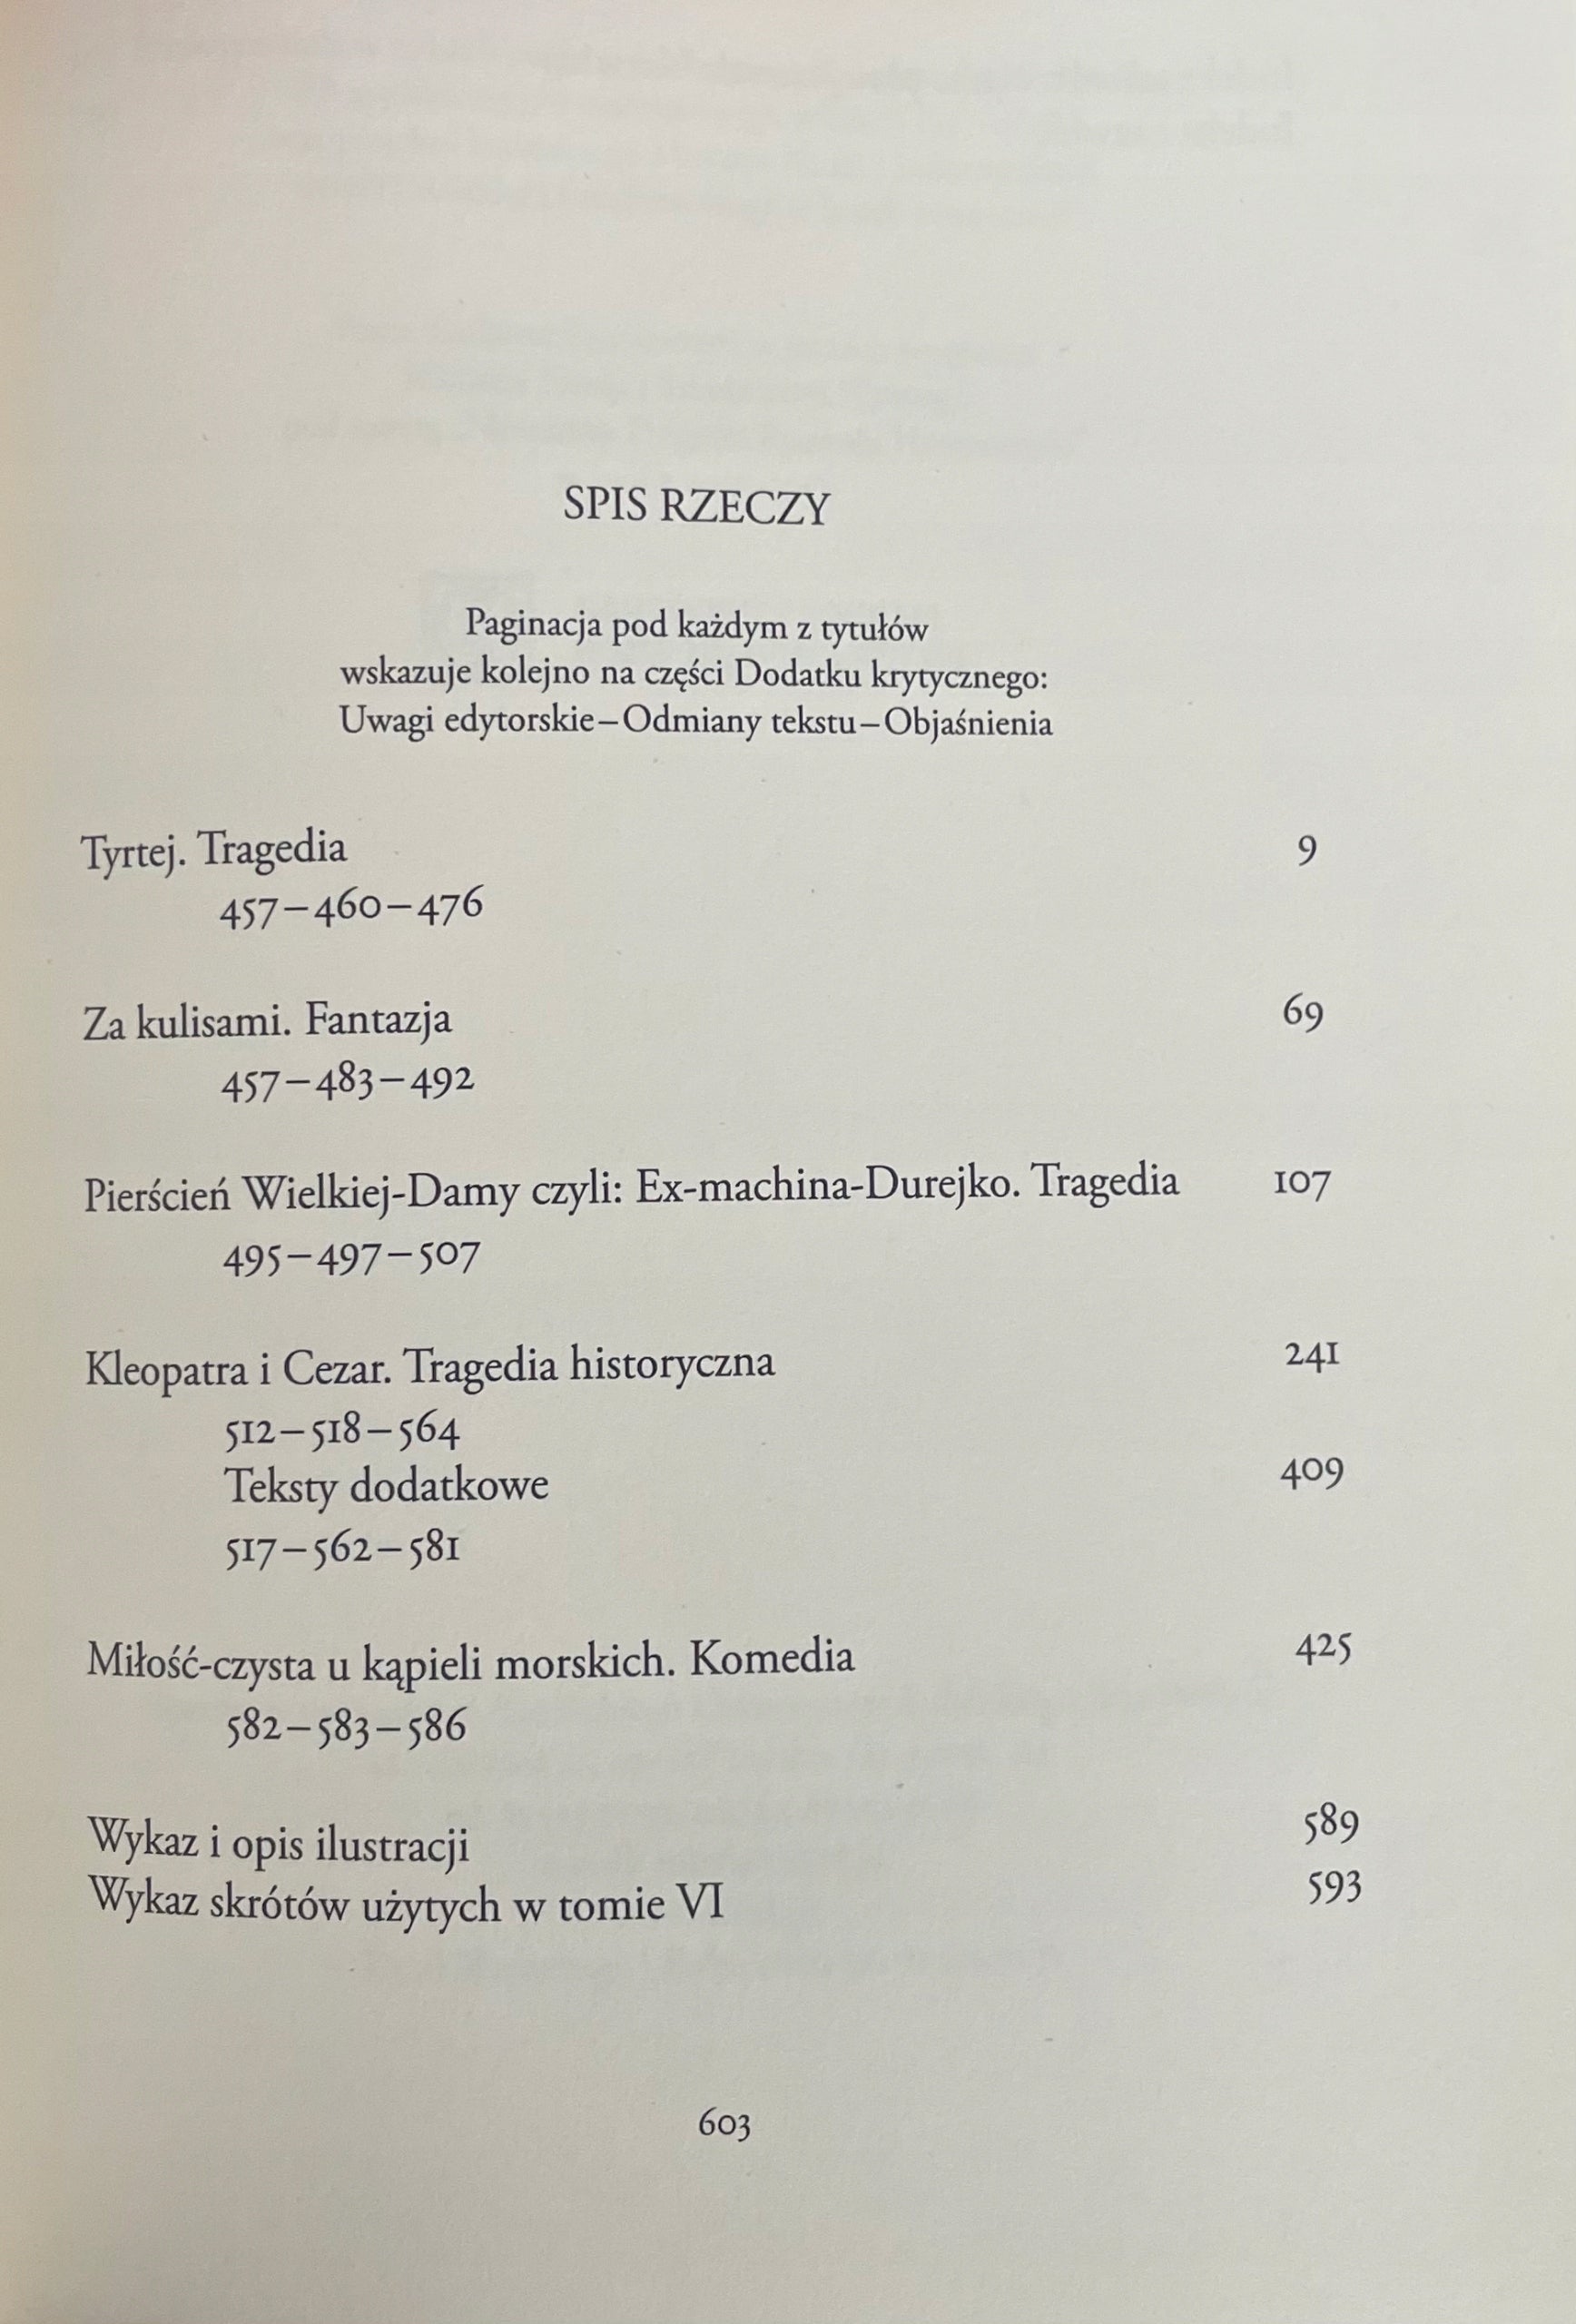 SPIS RZECZY
Paginacja pod każdym z tytułów
wskazuje kolejno na części Dodatku krytycznego:
Uwagi edytorskie–Odmiany tekstu–Objaśnienia
Tyrtej. Tragedia 9
457–460–476
Za kulisami. Fantazja 69
457–483–492
Pierścień Wielkiej-Damy czyli: Ex-machina-Durejko. Tragedia 107
495–497–507
Kleopatra i Cezar. Tragedia historyczna 241
512–518–564
Teksty dodatkowe 409
517–562–581
Miłość-czysta u kąpieli morskich. Komedia 425
582–583–586
Wykaz i opis ilustracji 589
Wykaz skrótów użytych w tomie VI 593
603